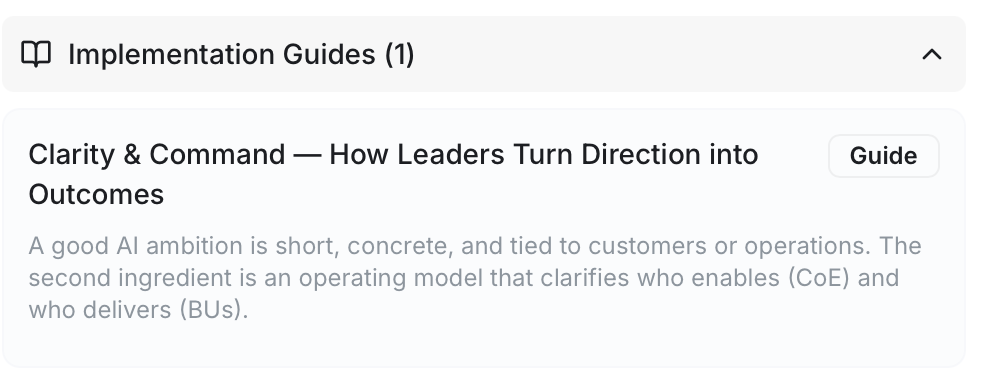 Implementation Guides (1)
Clarity & Command — How Leaders Turn Direction into
Outcomes
Guide
A good AI ambition is short, concrete, and tied to customers or operations. The
second ingredient is an operating model that clarifies who enables (CoE) and
who delivers (BUs).